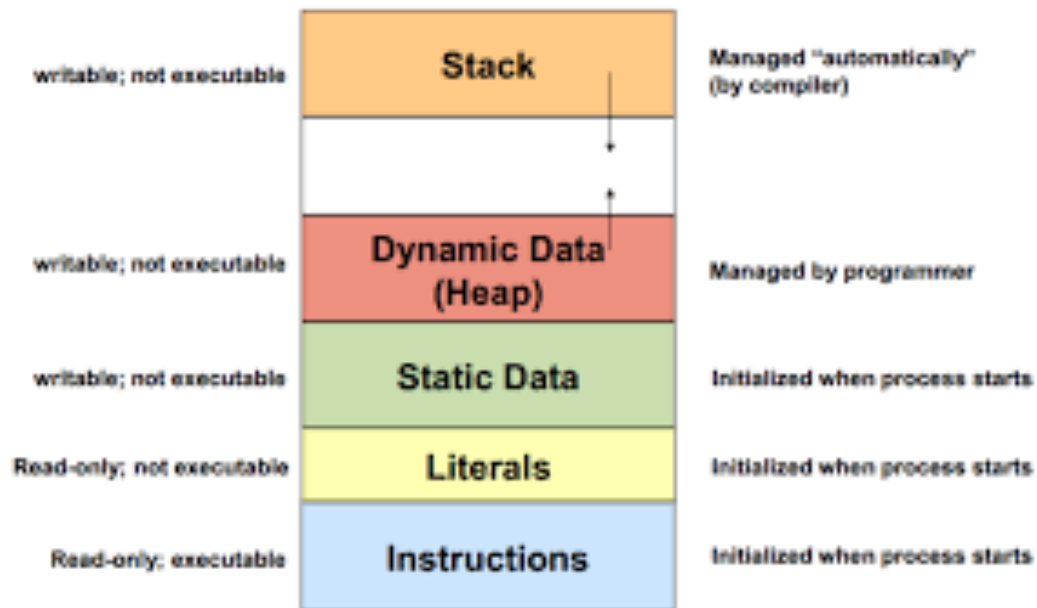 writable; not executable
Stack
Managed "automatically"
(by compiler)
writable; not executable
Dynamic Data
(Heap)
Managed by programmer
writable; not executable
Static Data
Initialized when process starts
Read-only; not executable
Literals
Initialized when process starts
Read-only; executable
Instructions
Initialized when process starts